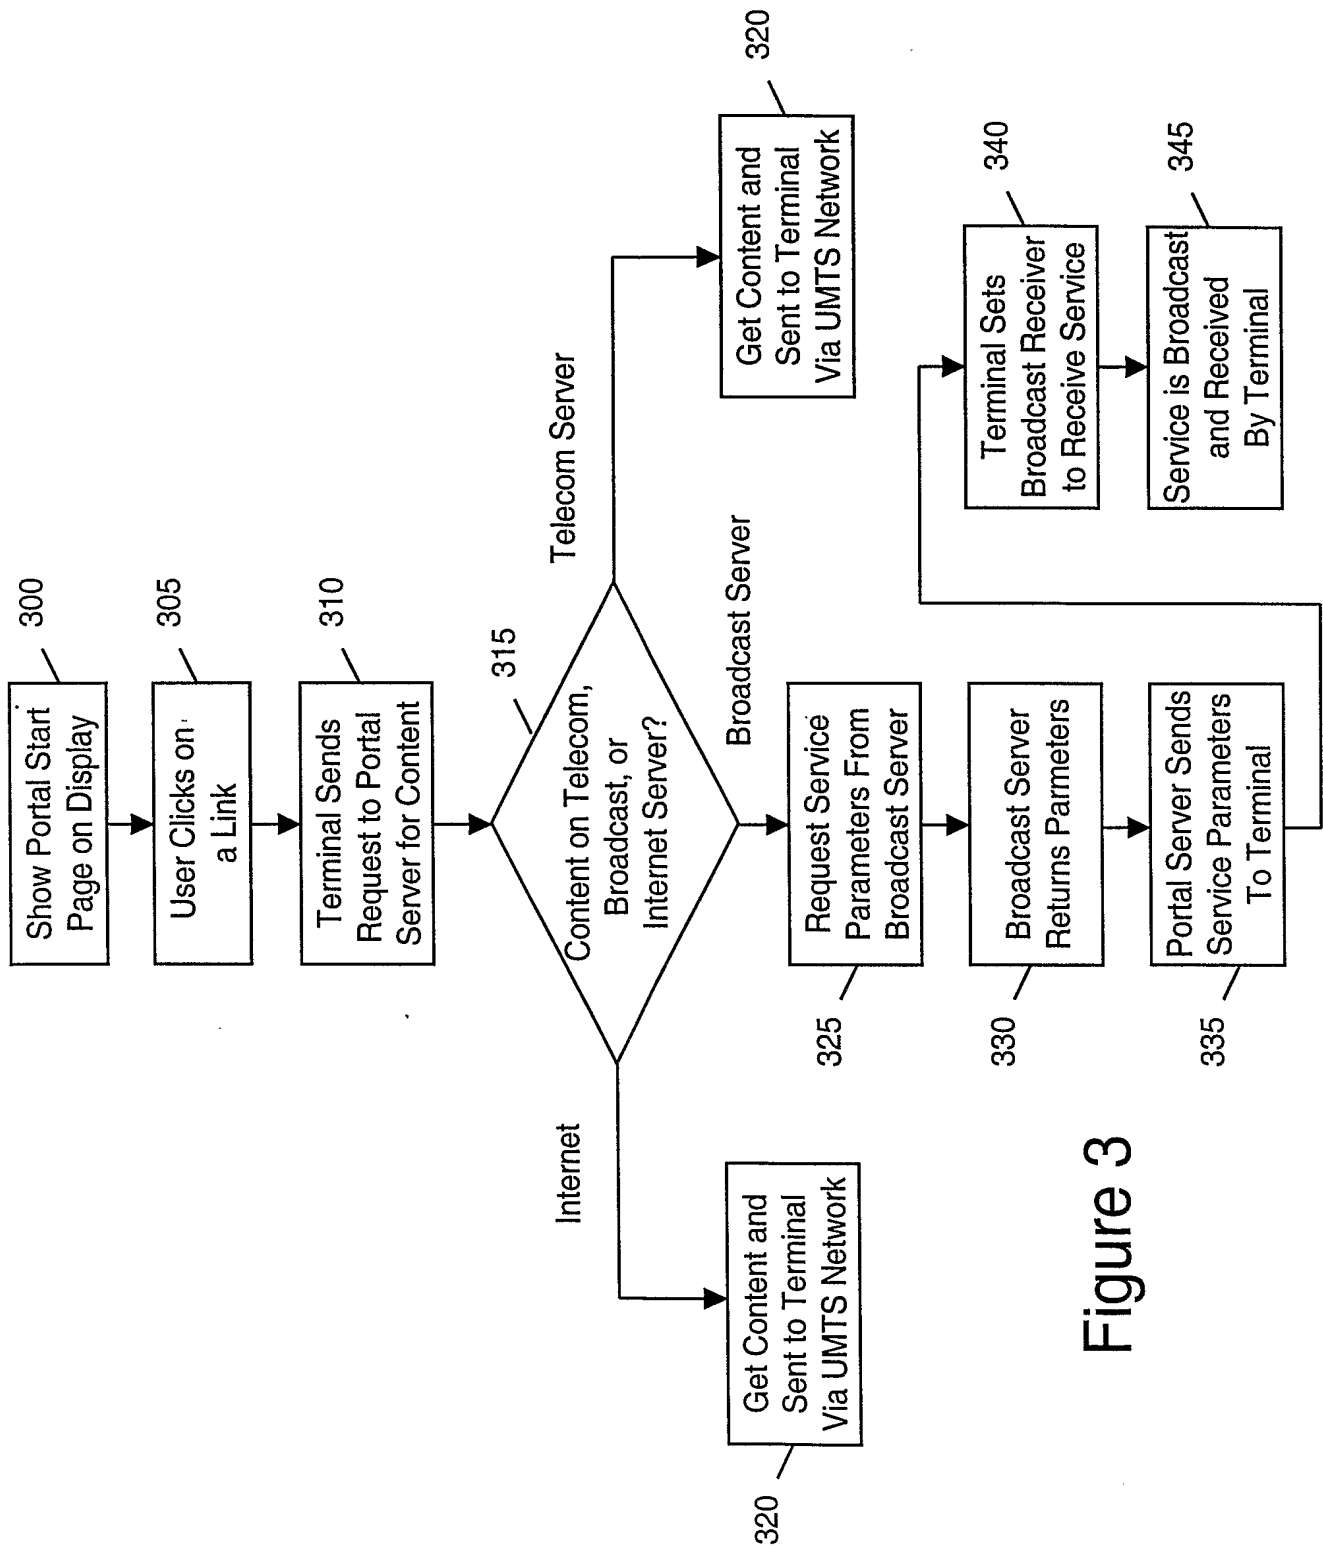 300
Show Portal Start
Page on Display
305
User Clicks on
a Link
310
Terminal Sends
Request to Portal
Server for Content
315
Content on Telecom,
Broadcast, or
Internet Server?
Internet
Telecom Server
Broadcast Server
Get Content and
Sent to Terminal
Via UMTS Network
320
Get Content and
Sent to Terminal
Via UMTS Network
320
Request Service
Parameters From
Broadcast Server
325
Broadcast Server
Returns Parmeters
330
Portal Server Sends
Service Parameters
To Terminal
335
Terminal Sets
Broadcast Receiver
to Receive Service
340
Service is Broadcast
and Received
By Terminal
345
Figure 3